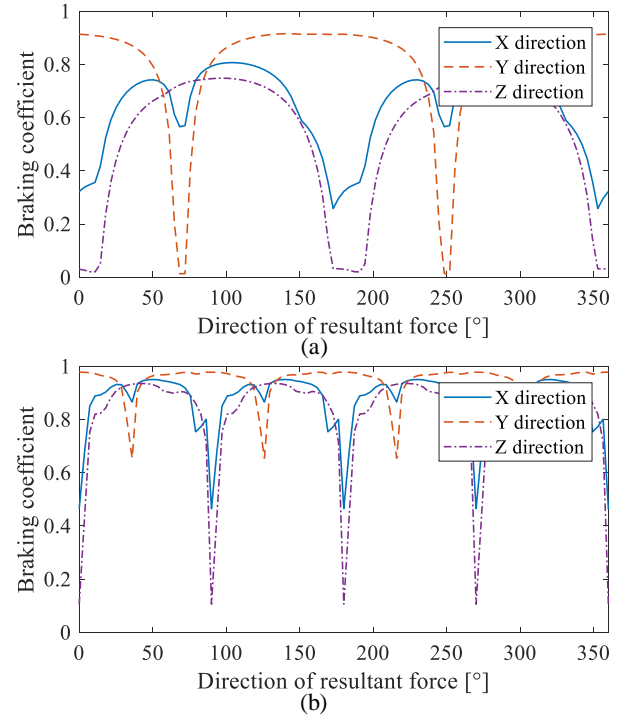 1
0.8
0.6
0.4
0.2
0
Braking coefficient
X direction
Y direction
Z direction
0 50 100 150 200 250 300 350
Direction of resultant force [°]
(a)
1
0.8
0.6
0.4
0.2
0
Braking coefficient
X direction
Y direction
Z direction
0 50 100 150 200 250 300 350
Direction of resultant force [°]
(b)